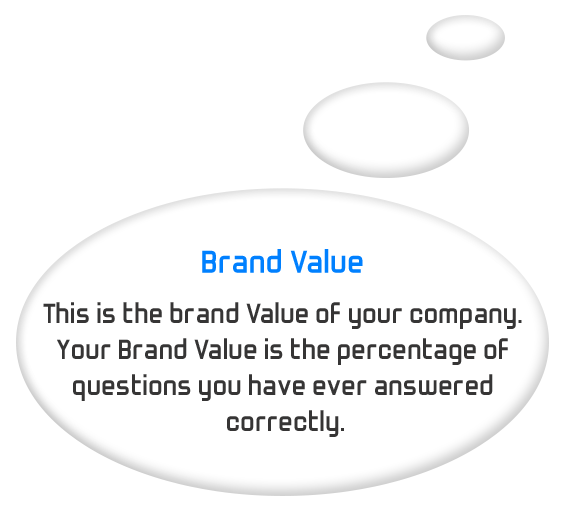 Brand Value
This is the brand Value of your company.
Your Brand Value is the percentage of
questions you have ever answered
correctly.